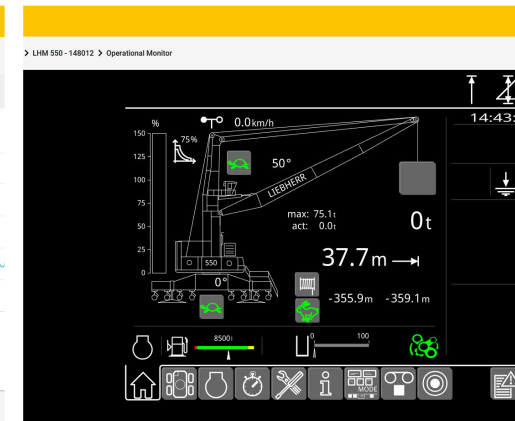 LHM 550 - 148012 Operational Monitor
14:43:
%
0.0km/h
150
75%
125
50°
100
LIEBHERR
75
max: 75.1t
act: 0.0t
0t
50
25
550
37.7m
0
0°
-355.9m -359.1m
8500l
0 100
MODE